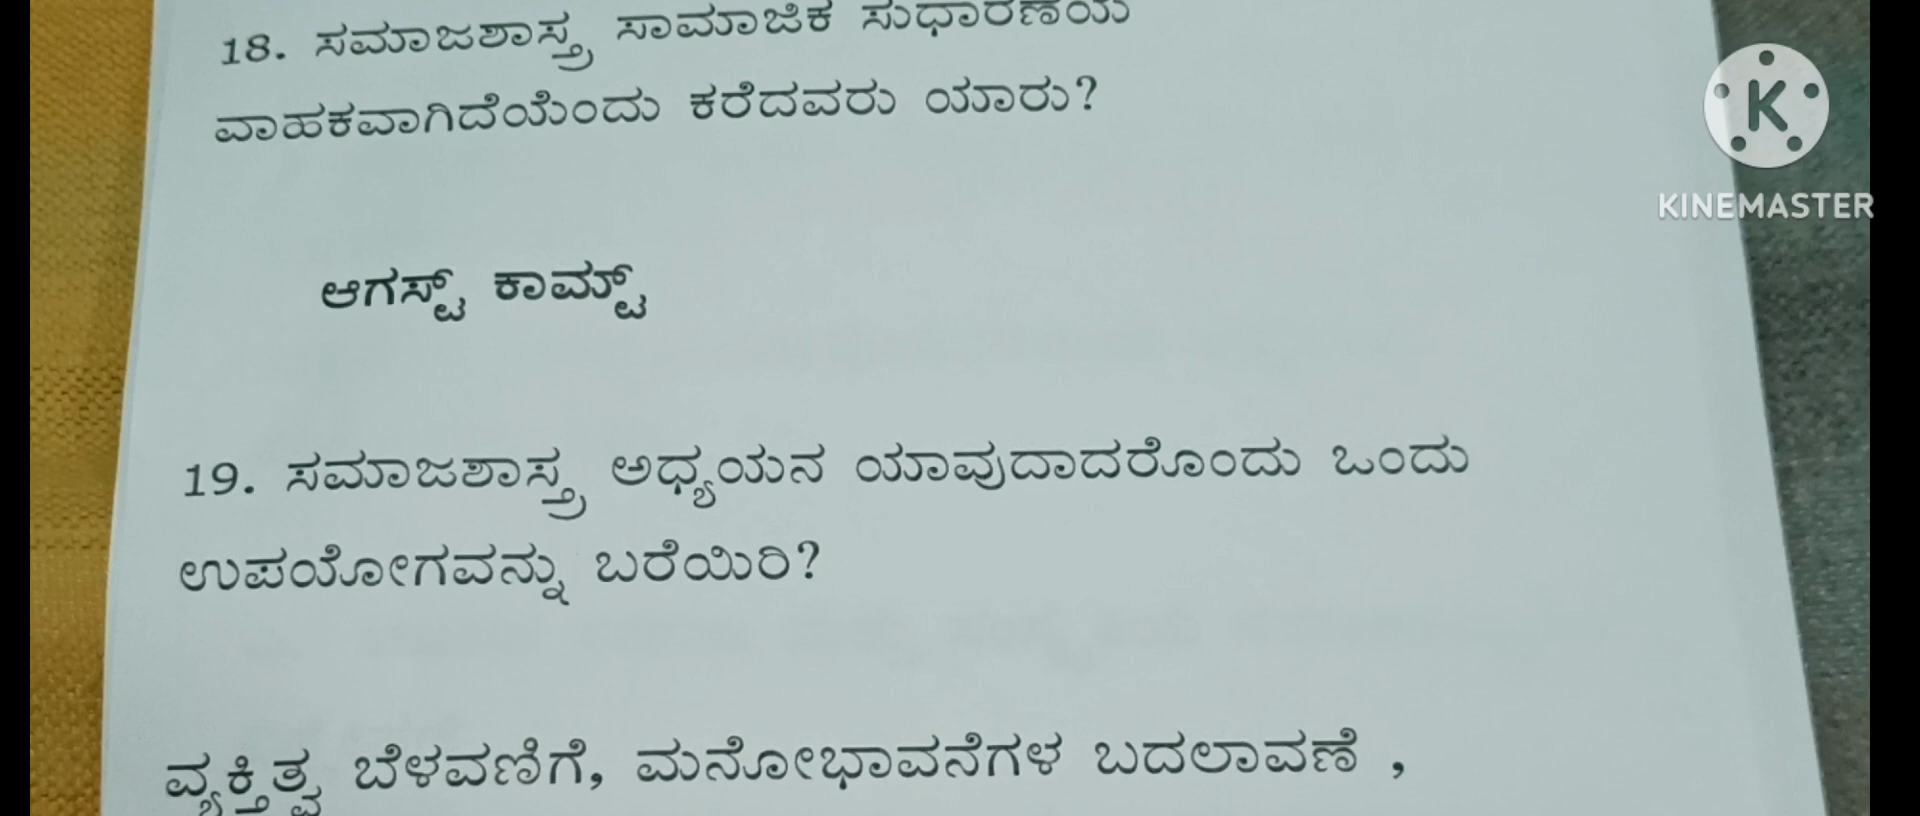 18. ಸಮಾಜಶಾಸ್ತ್ರ ಸಾಮಾಜಿಕ ಸುಧಾರಣೆಯ
ವಾಹಕವಾಗಿದೆಯೆಂದು ಕರೆದವರು ಯಾರು?
K
KINEMASTER
ಆಗಸ್ಟ್ ಕಾಮ್ಟ್
19. ಸಮಾಜಶಾಸ್ತ್ರ ಅಧ್ಯಯನ ಯಾವುದಾದರೊಂದು ಒಂದು
ಉಪಯೋಗವನ್ನು ಬರೆಯಿರಿ?
ವ್ಯಕ್ತಿತ್ವ ಬೆಳವಣಿಗೆ, ಮನೋಭಾವನೆಗಳ ಬದಲಾವಣೆ ,